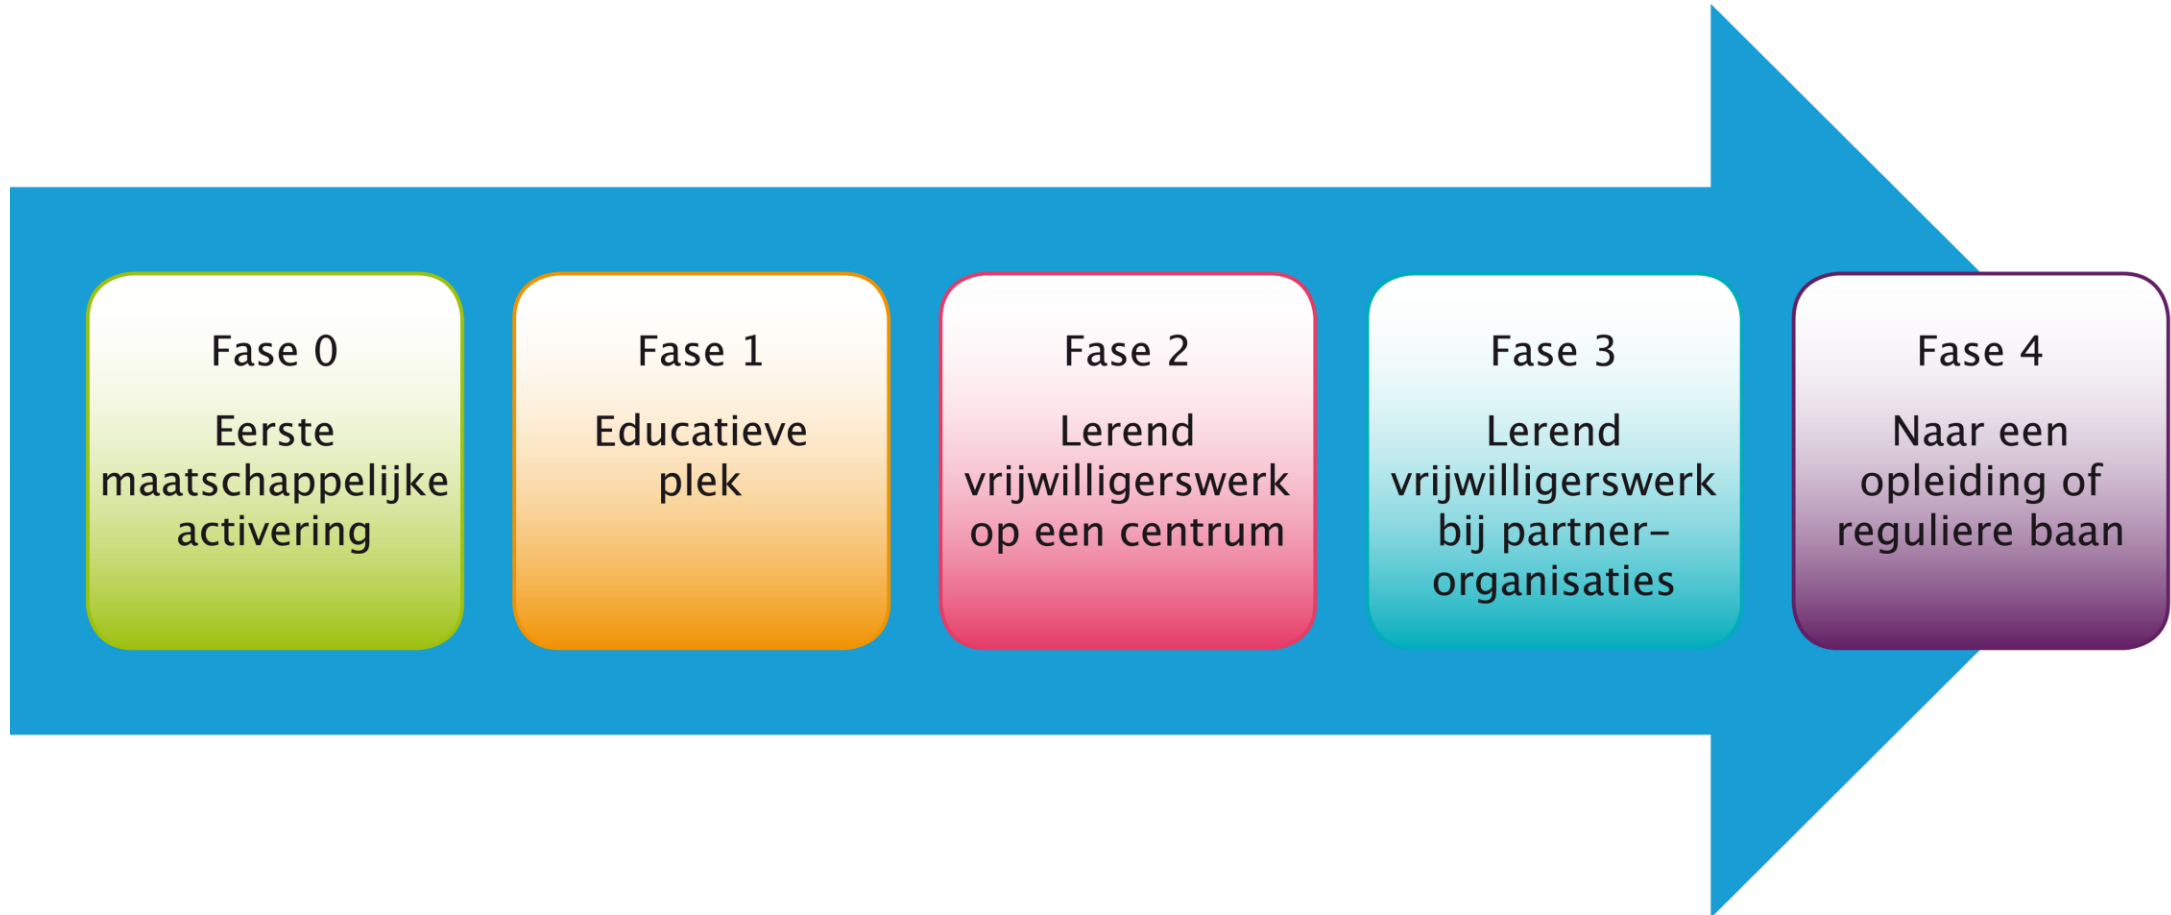 Fase 0
Eerste
maatschappelijke
activering
Fase 1
Educatieve
plek
Fase 2
Lerend
vrijwilligerswerk
op een centrum
Fase 3
Lerend
vrijwilligerswerk
bij partner-
organisaties
Fase 4
Naar een
opleiding of
reguliere baan